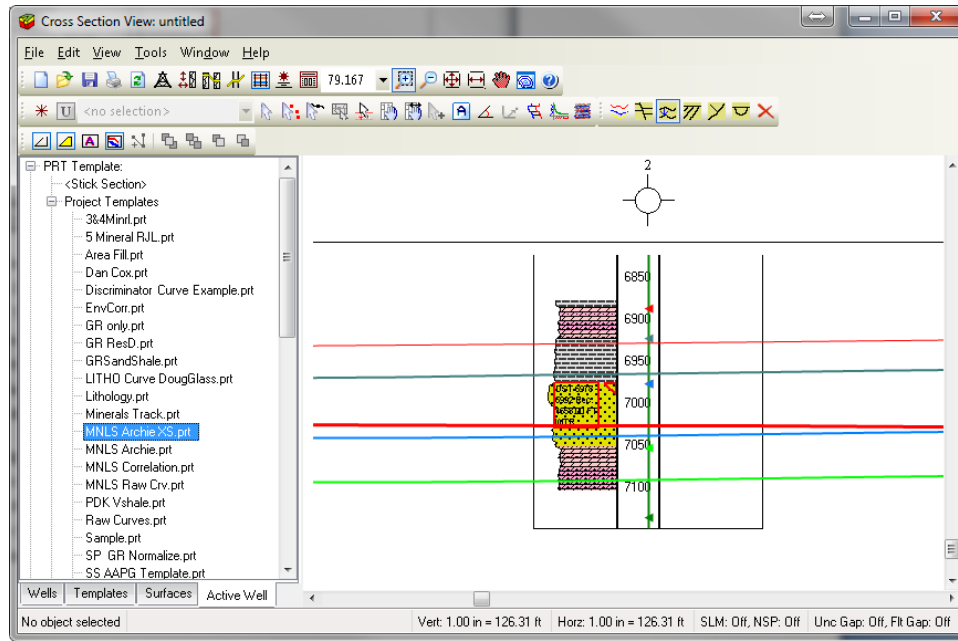 Cross Section View: untitled
File Edit View Tools Window Help
79.167
U <no selection> A
A
PRT Template:
<Stick Section>
Project Templates
3&4Minrl.prt
5 Mineral RJL.prt
Area Fill.prt
Dan Cox.prt
Discriminator Curve Example.prt
EnvCorr.prt
GR only.prt
GR ResD.prt
GRSandShale.prt
LITHO Curve DougGlass.prt
Lithology.prt
Minerals Track.prt
MNLS Archie XS.prt
MNLS Archie.prt
MNLS Correlation.prt
MNLS Raw Crv.prt
PDK Vshale.prt
Raw Curves.prt
Sample.prt
SP GR Normalize.prt
SS AAPG Template.prt
2
6850
6900
6950
7000
7050
7100
Wells Templates Surfaces Active Well
No object selected Vert: 1.00 in = 126.31 ft Horz: 1.00 in = 126.31 ft SLM: Off, NSP: Off Unc Gap: Off, Flt Gap: Off